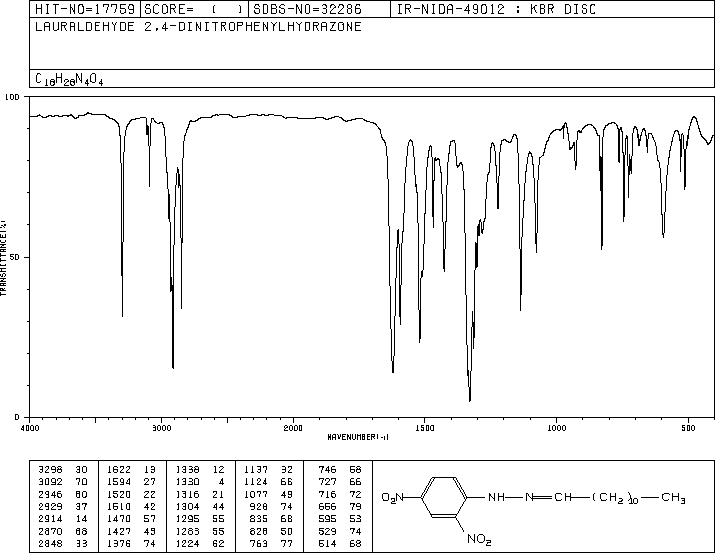 HIT-NO=17759 SCORE= ( ) SDBS-NO=32286 IR-NIDA-49012 : KBR DISC
LAURALDEHYDE 2,4-DINITROPHENYLHYDRAZONE
C18H28N4O4
100
50
0
TRANSMITTANCE(%)
4000 3000 2000 1500 1000 500
WAVENUMBER(-1)
3298 30 1622 13 1338 12 1137 32 746 58
3092 70 1594 27 1330 4 1124 66 727 66
2946 60 1520 22 1316 21 1077 49 716 72
2929 37 1510 42 1304 44 928 74 666 79
2914 14 1470 57 1295 55 835 68 595 53
2870 68 1427 43 1283 55 828 50 529 74
2848 33 1376 74 1224 62 763 77 514 68
O2N NH N CH (CH2)10 CH3
NO2